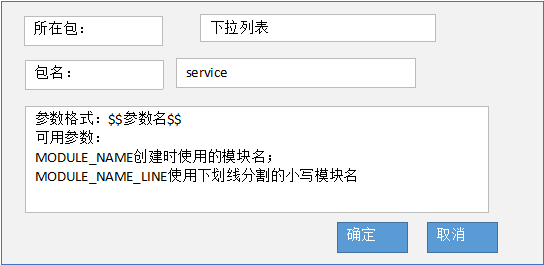 所在包： 下拉列表
包名： service
参数格式：$$参数名$$
可用参数：
MODULE_NAME创建时使用的模块名；
MODULE_NAME_LINE使用下划线分割的小写模块名
确定 取消